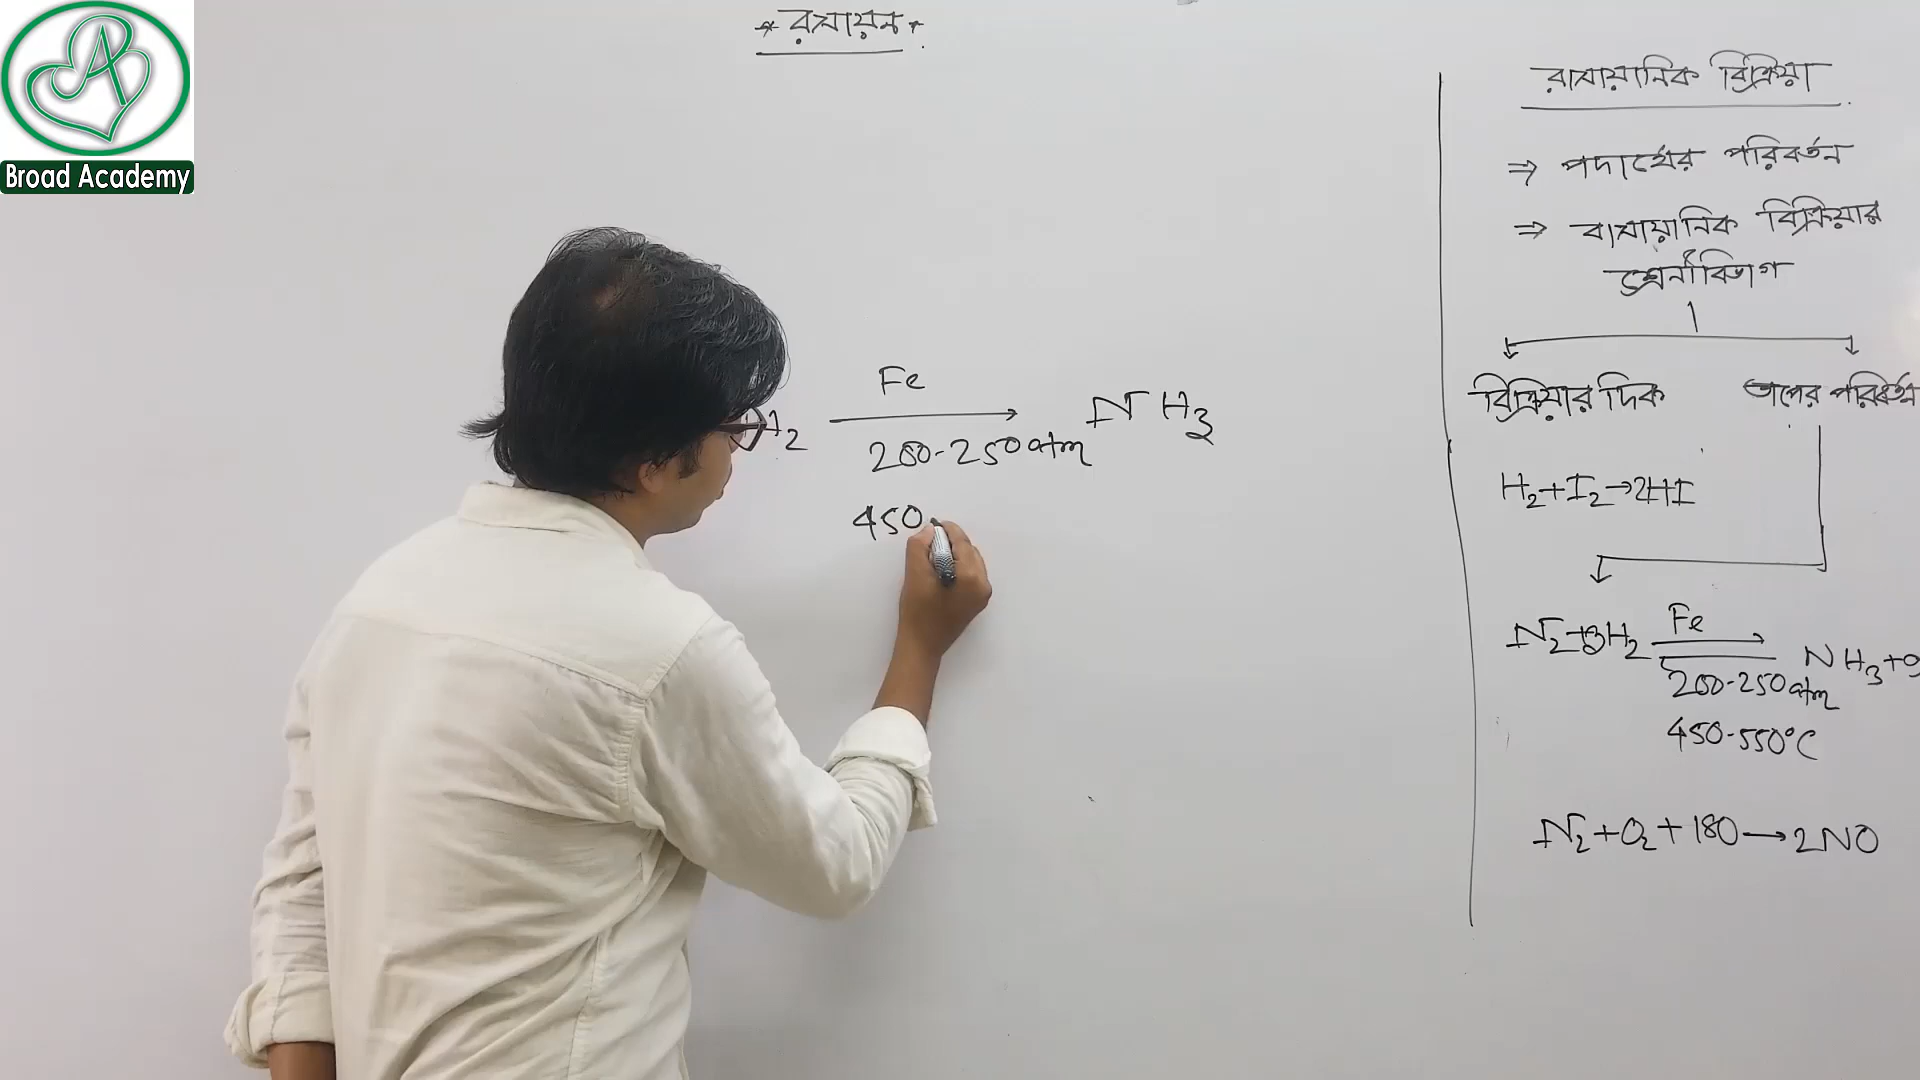 Broad Academy
* রসায়ন *
Fe
H₂ ⟶ NH₃
200-250 atm
450
রাসায়নিক বিক্রিয়া
⇒ পদার্থের পরিবর্তন
⇒ রাসায়নিক বিক্রিয়ার
শ্রেনীবিভাগ
বিক্রিয়ার দিক তাপের পরিবর্তন
H₂+I₂→2HI
Fe
N₂+3H₂ ⟶ NH₃+
200-250 atm
450-550°C
N₂+O₂+180→2NO